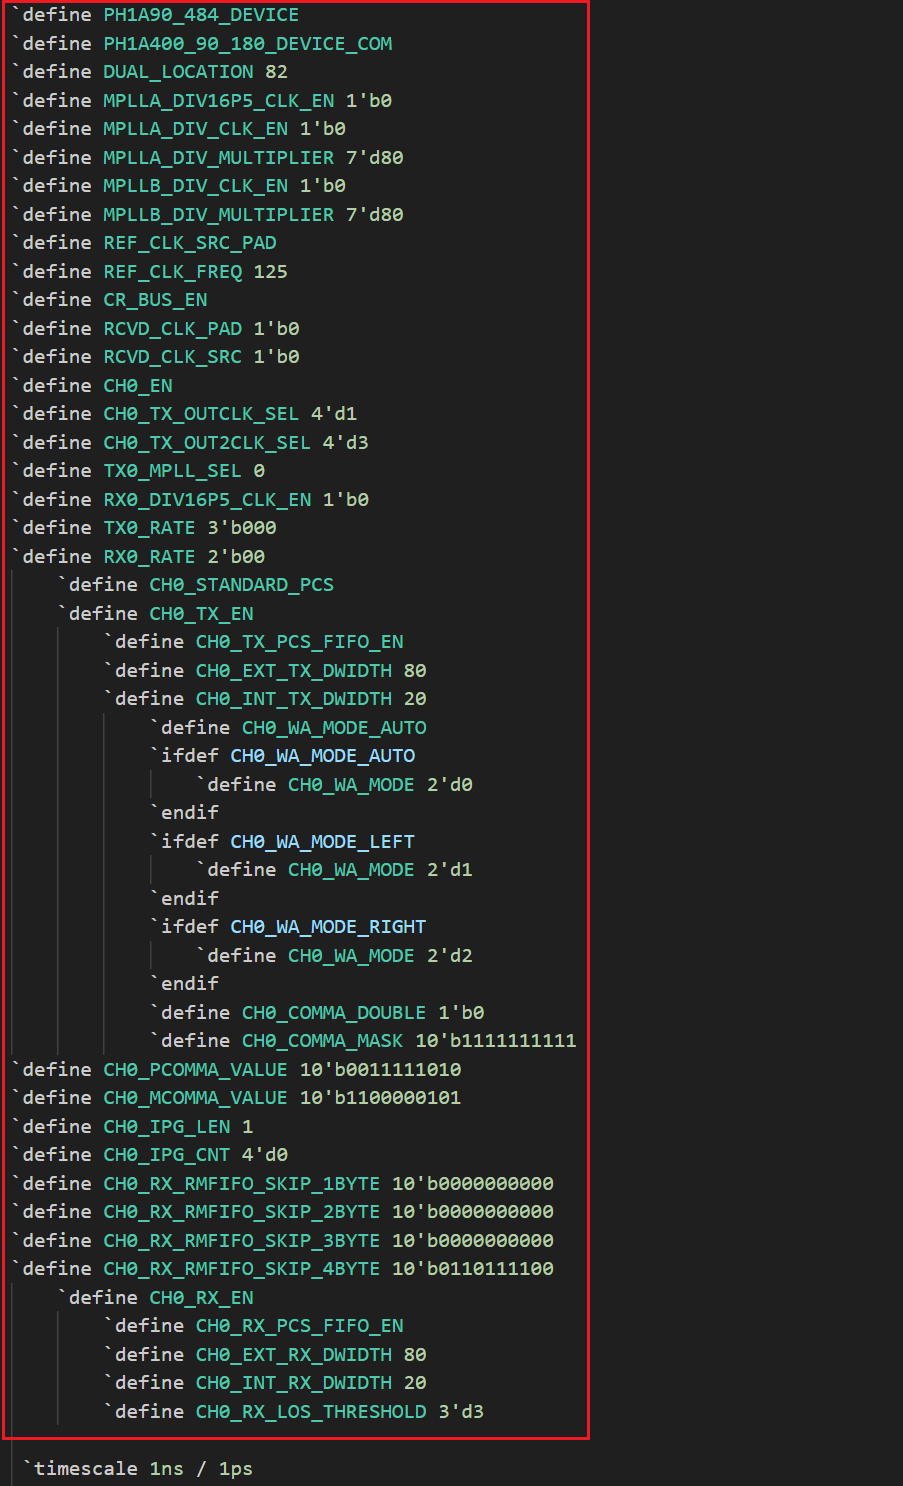 `define PH1A90_484_DEVICE
`define PH1A400_90_180_DEVICE_COM
`define DUAL_LOCATION 82
`define MPLLA_DIV16P5_CLK_EN 1'b0
`define MPLLA_DIV_CLK_EN 1'b0
`define MPLLA_DIV_MULTIPLIER 7'd80
`define MPLLB_DIV_CLK_EN 1'b0
`define MPLLB_DIV_MULTIPLIER 7'd80
`define REF_CLK_SRC_PAD
`define REF_CLK_FREQ 125
`define CR_BUS_EN
`define RCVD_CLK_PAD 1'b0
`define RCVD_CLK_SRC 1'b0
`define CH0_EN
`define CH0_TX_OUTCLK_SEL 4'd1
`define CH0_TX_OUT2CLK_SEL 4'd3
`define TX0_MPLL_SEL 0
`define RX0_DIV16P5_CLK_EN 1'b0
`define TX0_RATE 3'b000
`define RX0_RATE 2'b00
    `define CH0_STANDARD_PCS
    `define CH0_TX_EN
        `define CH0_TX_PCS_FIFO_EN
        `define CH0_EXT_TX_DWIDTH 80
        `define CH0_INT_TX_DWIDTH 20
            `define CH0_WA_MODE_AUTO
            `ifdef CH0_WA_MODE_AUTO
                `define CH0_WA_MODE 2'd0
            `endif
            `ifdef CH0_WA_MODE_LEFT
                `define CH0_WA_MODE 2'd1
            `endif
            `ifdef CH0_WA_MODE_RIGHT
                `define CH0_WA_MODE 2'd2
            `endif
            `define CH0_COMMA_DOUBLE 1'b0
            `define CH0_COMMA_MASK 10'b1111111111
`define CH0_PCOMMA_VALUE 10'b0011111010
`define CH0_MCOMMA_VALUE 10'b1100000101
`define CH0_IPG_LEN 1
`define CH0_IPG_CNT 4'd0
`define CH0_RX_RMFIFO_SKIP_1BYTE 10'b0000000000
`define CH0_RX_RMFIFO_SKIP_2BYTE 10'b0000000000
`define CH0_RX_RMFIFO_SKIP_3BYTE 10'b0000000000
`define CH0_RX_RMFIFO_SKIP_4BYTE 10'b0110111100
    `define CH0_RX_EN
        `define CH0_RX_PCS_FIFO_EN
        `define CH0_EXT_RX_DWIDTH 80
        `define CH0_INT_RX_DWIDTH 20
        `define CH0_RX_LOS_THRESHOLD 3'd3
`timescale 1ns / 1ps